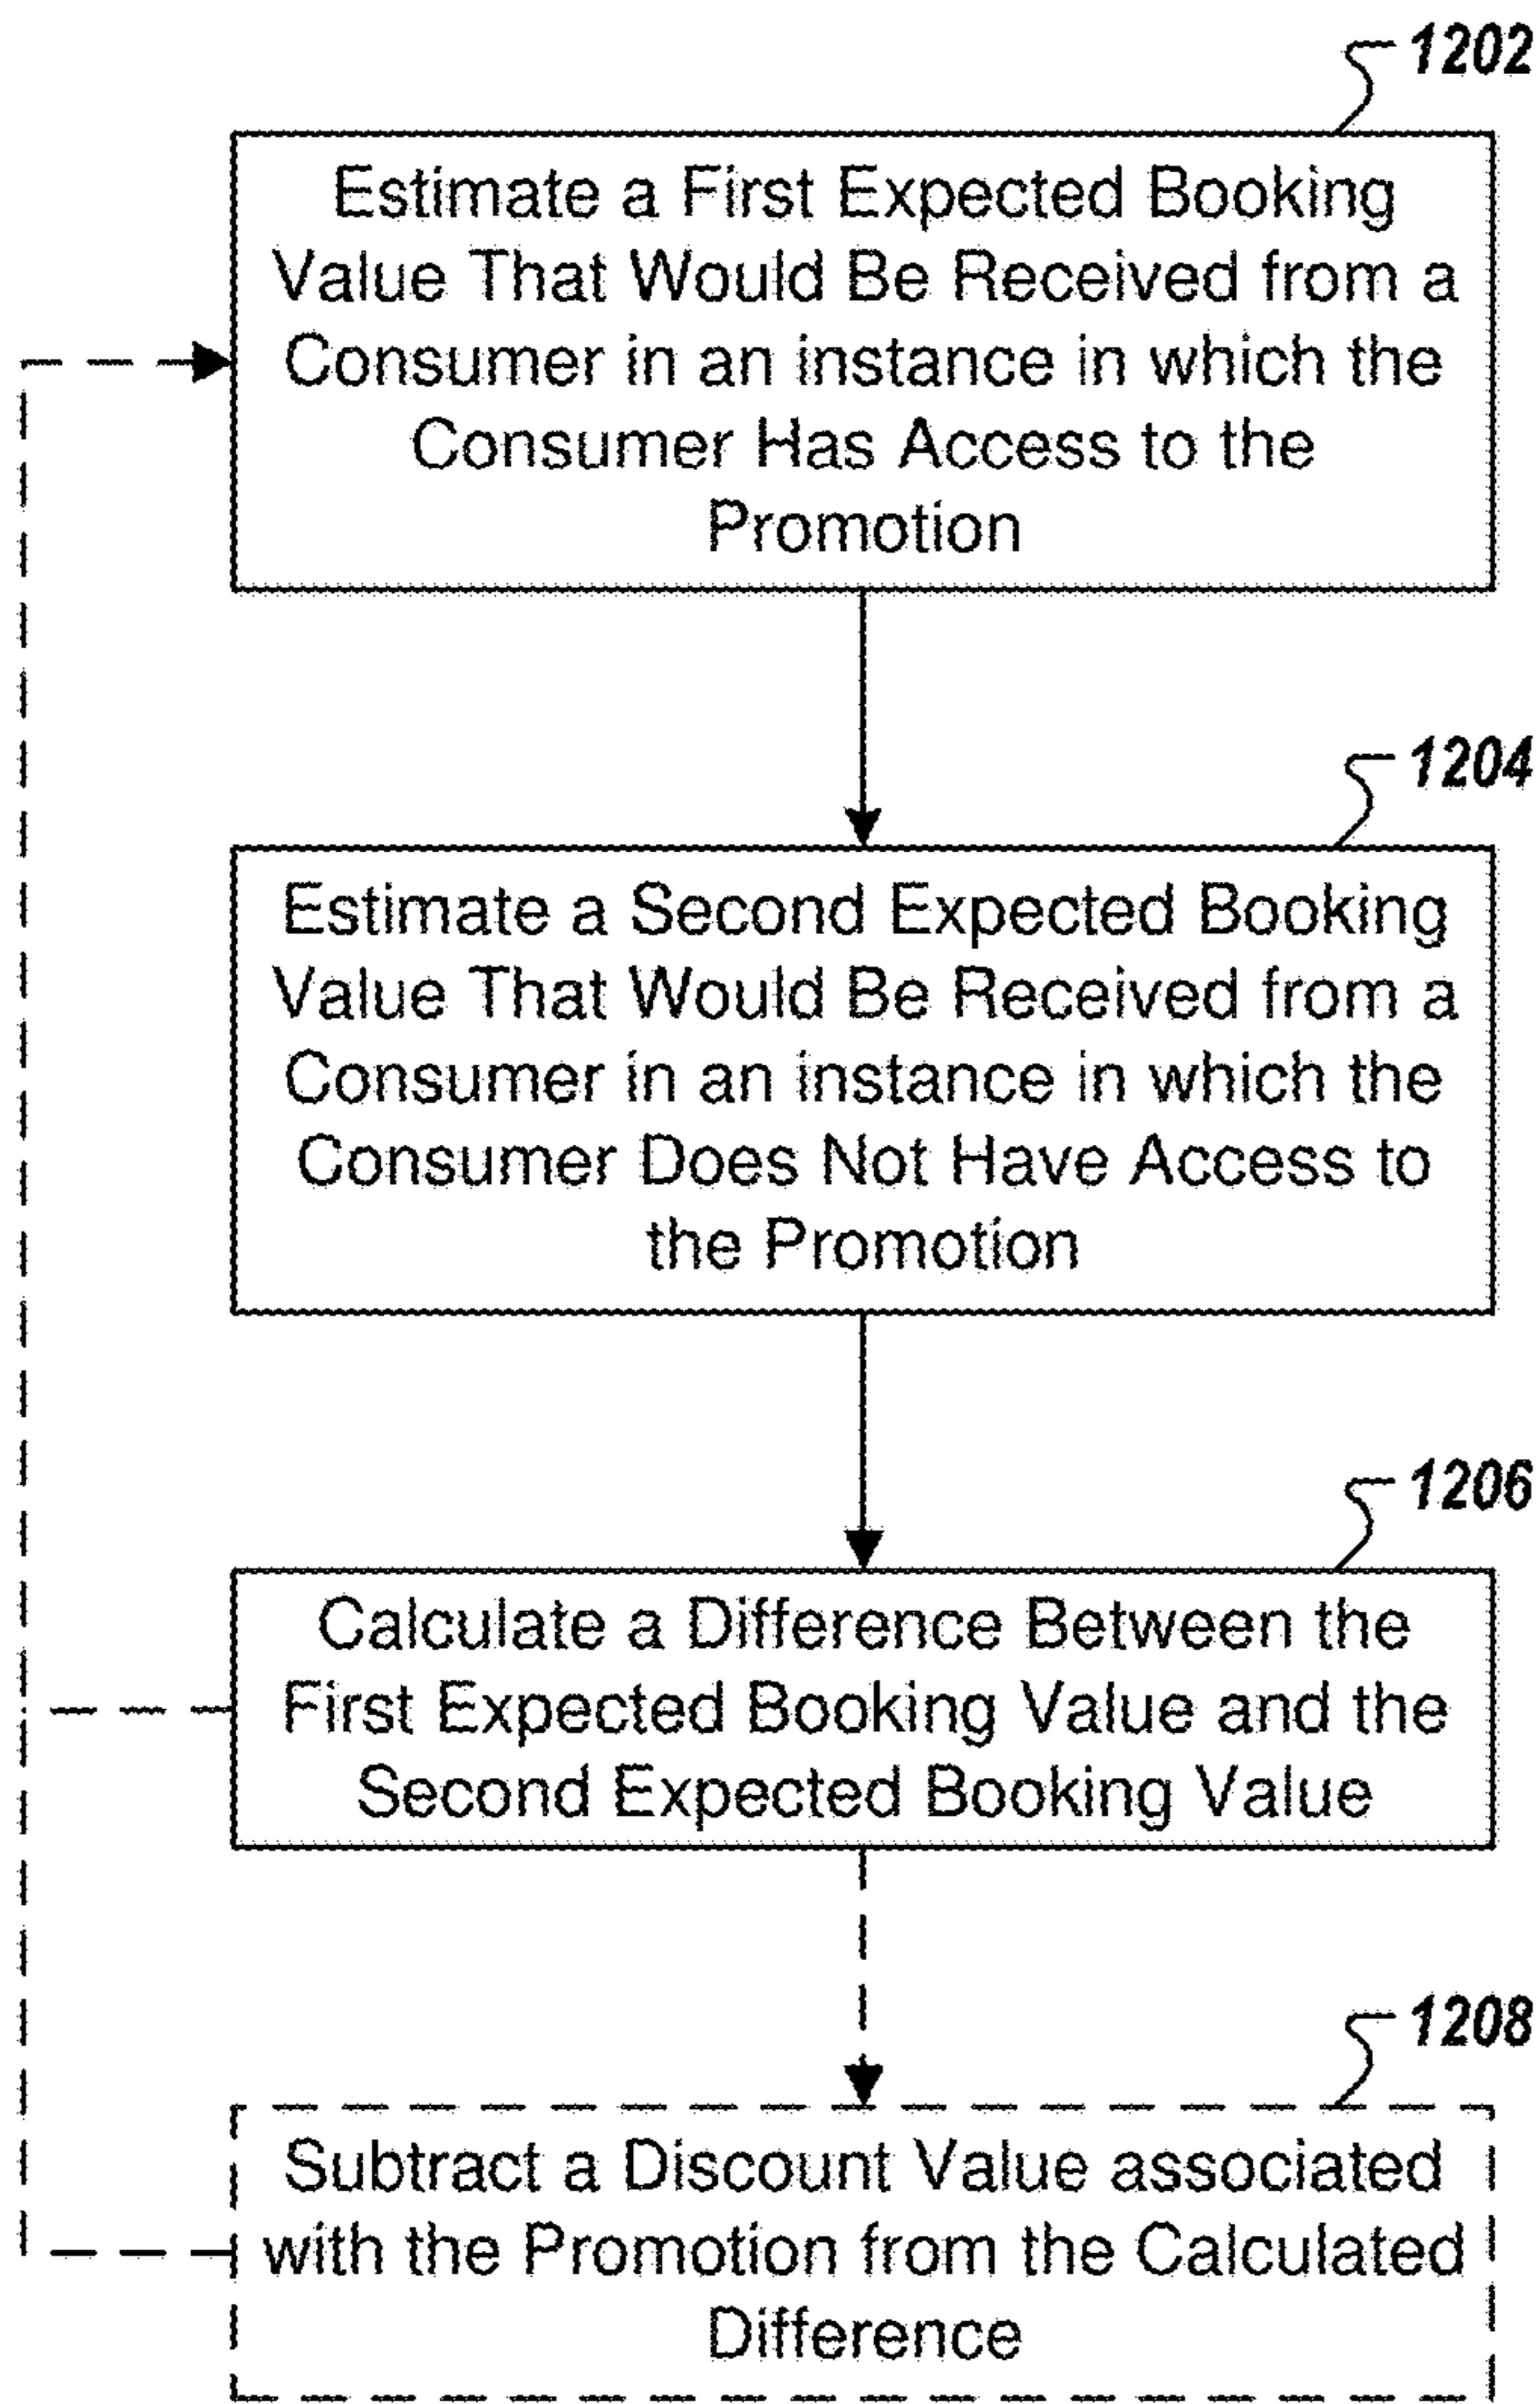 1202
Estimate a First Expected Booking
Value That Would Be Received from a
Consumer in an instance in which the
Consumer Has Access to the
Promotion
1204
Estimate a Second Expected Booking
Value That Would Be Received from a
Consumer in an instance in which the
Consumer Does Not Have Access to
the Promotion
1206
Calculate a Difference Between the
First Expected Booking Value and the
Second Expected Booking Value
1208
Subtract a Discount Value associated
with the Promotion from the Calculated
Difference